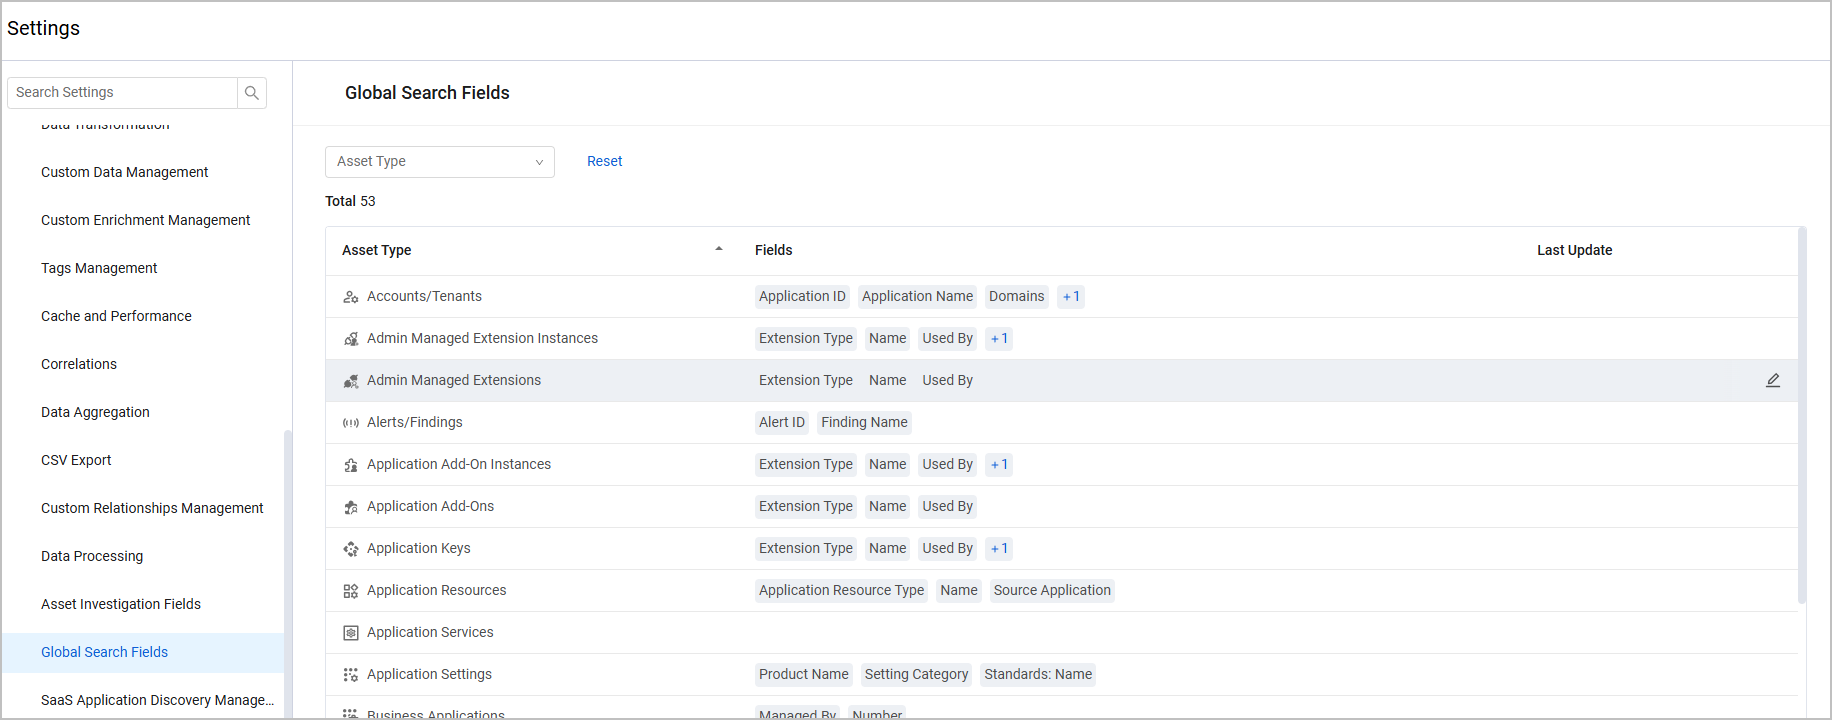 Settings
Search Settings
Data Transformation
Custom Data Management
Custom Enrichment Management
Tags Management
Cache and Performance
Correlations
Data Aggregation
CSV Export
Custom Relationships Management
Data Processing
Asset Investigation Fields
Global Search Fields
SaaS Application Discovery Manage...
Global Search Fields
Asset Type Reset
Total 53
Asset Type Fields Last Update
Accounts/Tenants Application ID Application Name Domains +1
Admin Managed Extension Instances Extension Type Name Used By +1
Admin Managed Extensions Extension Type Name Used By
Alerts/Findings Alert ID Finding Name
Application Add-On Instances Extension Type Name Used By +1
Application Add-Ons Extension Type Name Used By
Application Keys Extension Type Name Used By +1
Application Resources Application Resource Type Name Source Application
Application Services
Application Settings Product Name Setting Category Standards: Name
Business Applications Managed By Number